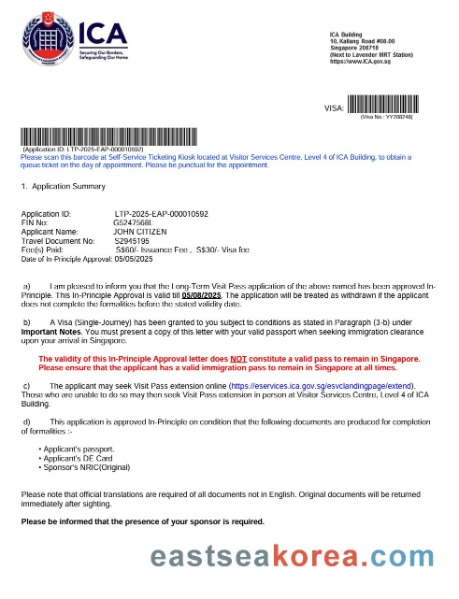 ICA
Securing Our Borders,
Safeguarding Our Home
ICA Building
10, Kallang Road #08-00
Singapore 208718
(Next to Lavender MRT Station)
https://www.ICA.gov.sg
VISA:
(Visa No.: YY208248)
(Application ID: LTP-2025-EAP-000010592)
Please scan this barcode at Self-Service Ticketing Kiosk located at Visitor Services Centre, Level 4 of ICA Building, to obtain a
queue ticket on the day of appointment. Please be punctual for the appointment.
1. Application Summary
Application ID: LTP-2025-EAP-000010592
FIN No: G5247568I
Applicant Name: JOHN CITIZEN
Travel Document No: S2945195
Fee(s) Paid: S$60/- Issuance Fee , S$30/- Visa fee
Date of In-Principle Approval: 05/05/2025
a) I am pleased to inform you that the Long-Term Visit Pass application of the above named has been approved In-
Principle. This In-Principle Approval is valid till 05/08/2025. The application will be treated as withdrawn if the applicant
does not complete the formalities before the stated validity date.
b) A Visa (Single-Journey) has been granted to you subject to conditions as stated in Paragraph (3-b) under
Important Notes. You must present a copy of this letter with your valid passport when seeking immigration clearance
upon your arrival in Singapore.
The validity of this In-Principle Approval letter does NOT constitute a valid pass to remain in Singapore.
Please ensure that the applicant has a valid immigration pass to remain in Singapore at all times.
c) The applicant may seek Visit Pass extension online (https://eservices.ica.gov.sg/esvclandingpage/extend).
Those who are unable to do so may then seek Visit Pass extension in person at Visitor Services Centre, Level 4 of ICA
Building.
d) This application is approved In-Principle on condition that the following documents are produced for completion
of formalities :-
• Applicant's passport.
• Applicant's DE Card
• Sponsor's NRIC(Original)
Please note that official translations are required of all documents not in English. Original documents will be returned
immediately after sighting.
Please be informed that the presence of your sponsor is required.
eastseakorea.com